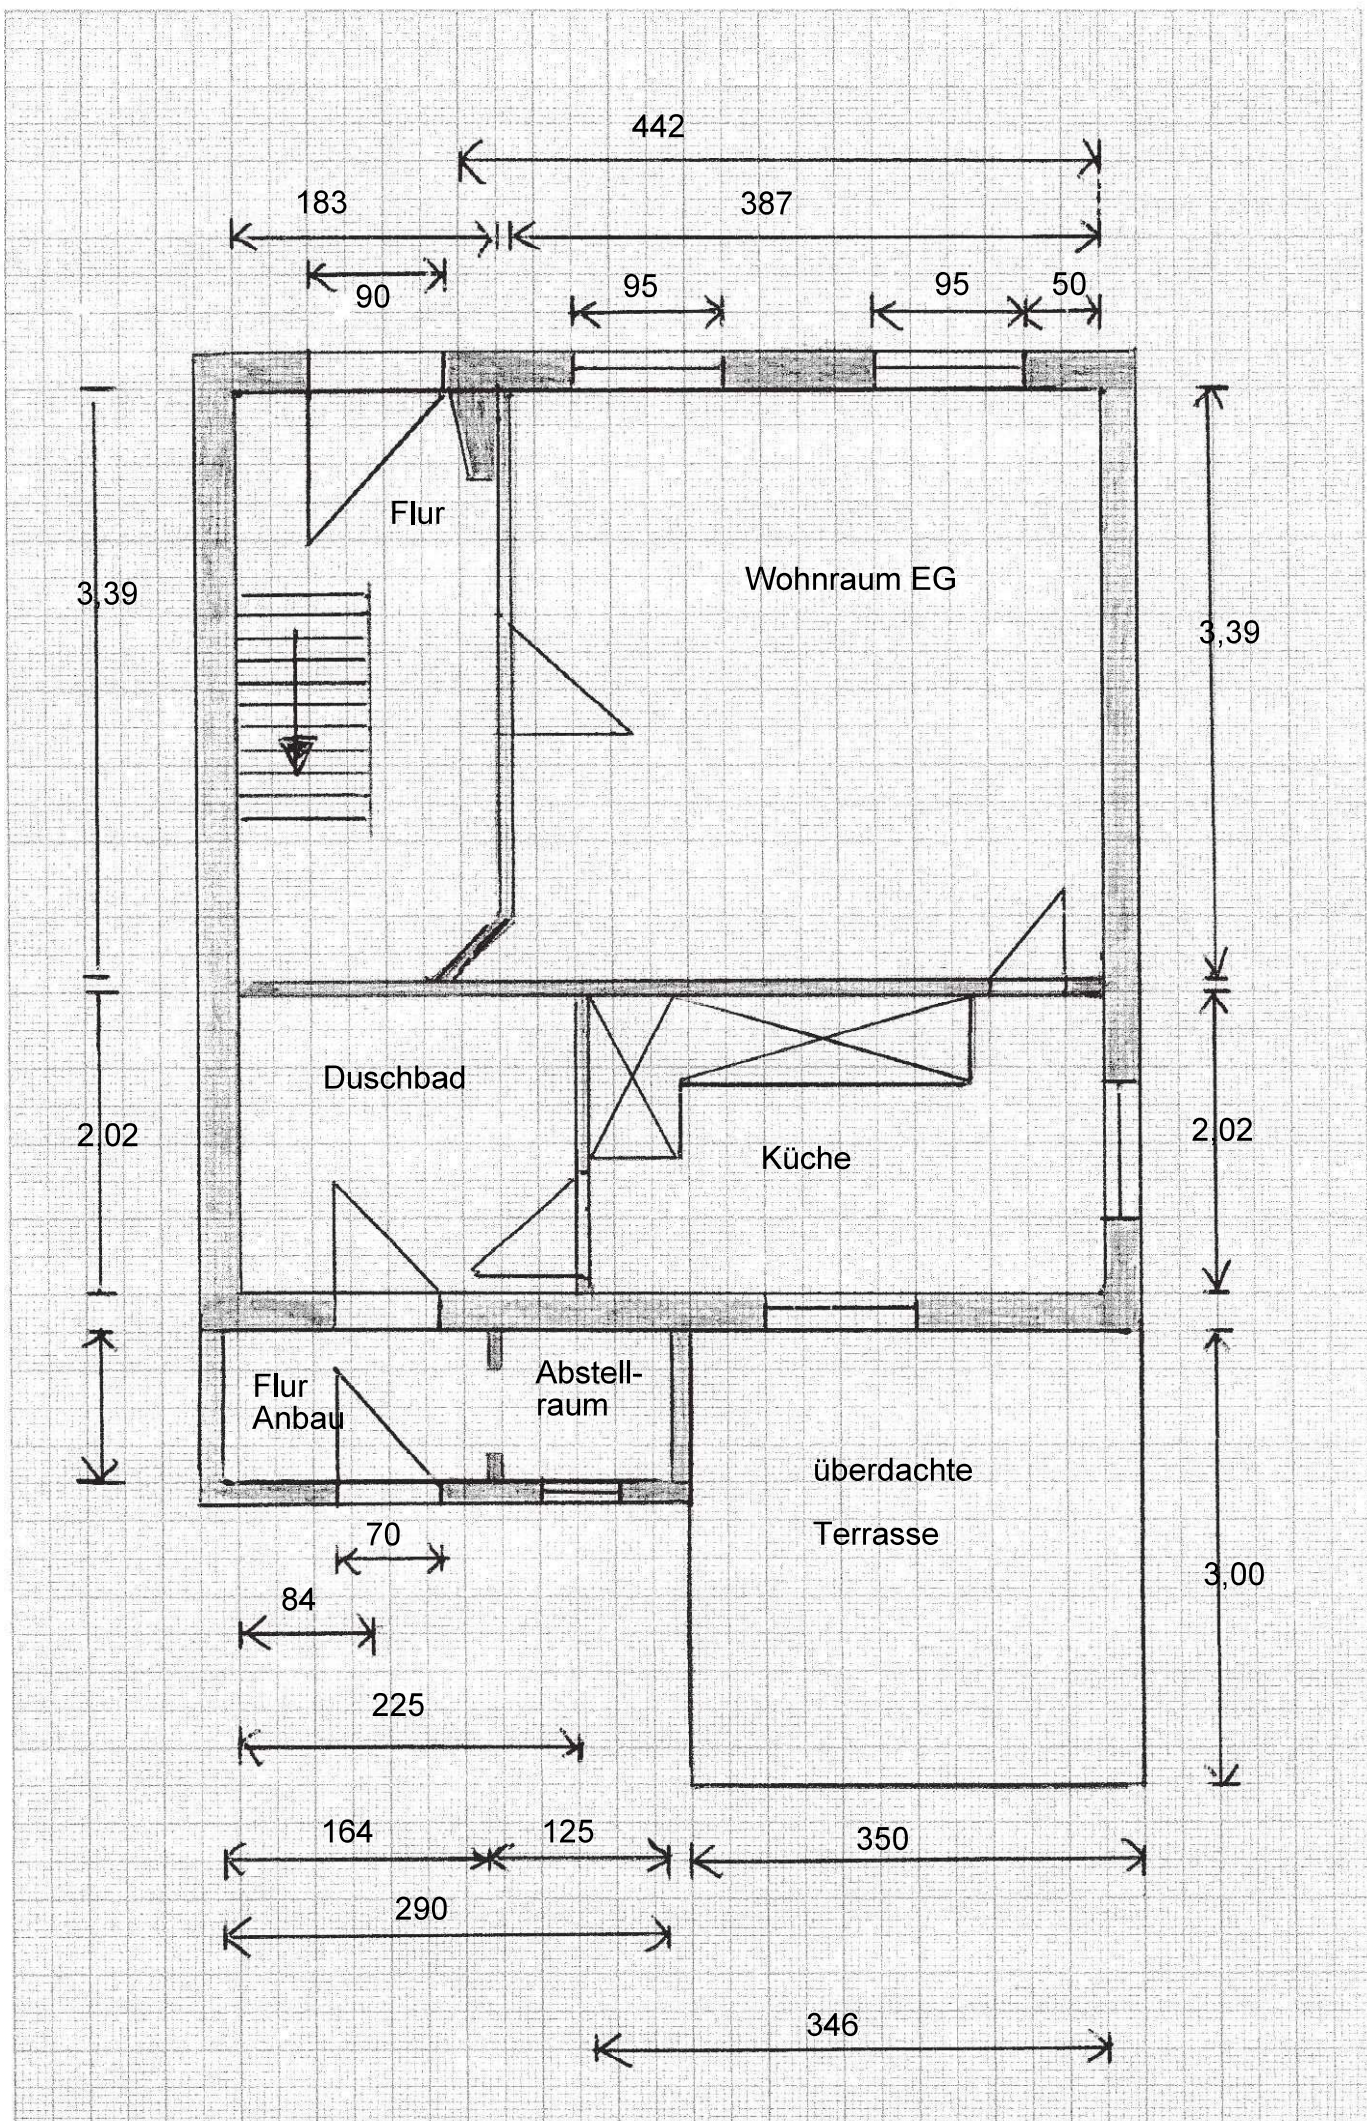 442
183
387
90
95
95
50
Flur
Wohnraum EG
3,39
3,39
Duschbad
Küche
2,02
2,02
Flur
Anbau
Abstell-
raum
überdachte
Terrasse
70
3,00
84
225
164
125
350
290
346